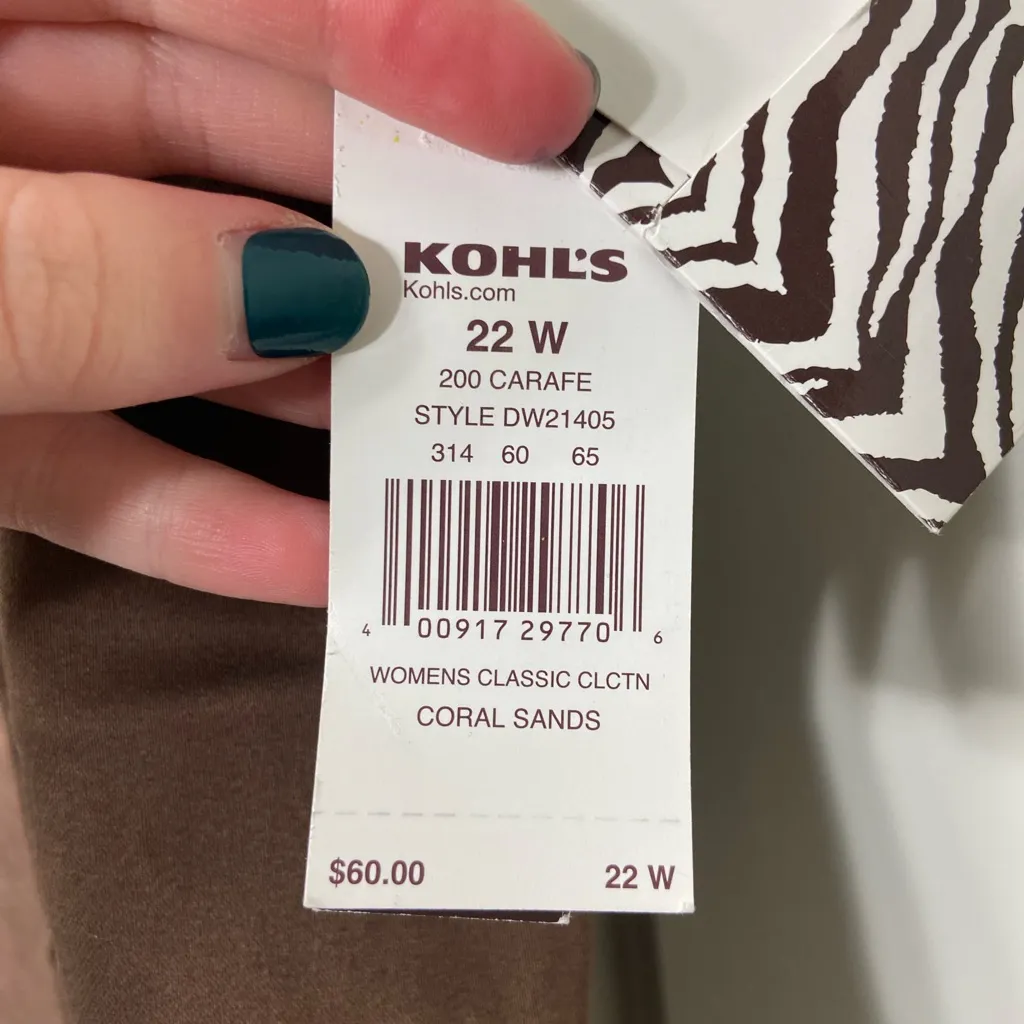 KOHL'S
Kohls.com
22 W
200 CARAFE
STYLE DW21405
314 60 65
4 00917 29770 6
WOMENS CLASSIC CLCTN
CORAL SANDS
$60.00 22 W